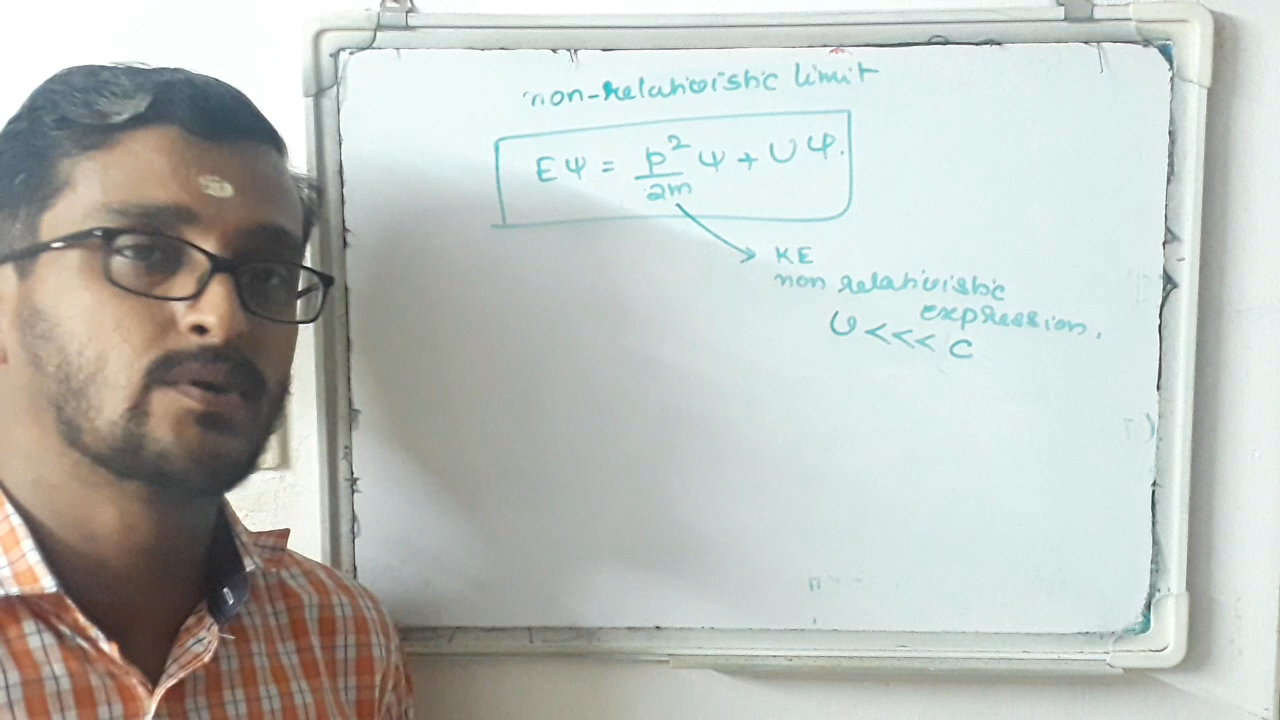 non-relativistic limit
Eψ = p²/2m ψ + Uψ.
KE
non relativistic
expression.
v <<< c